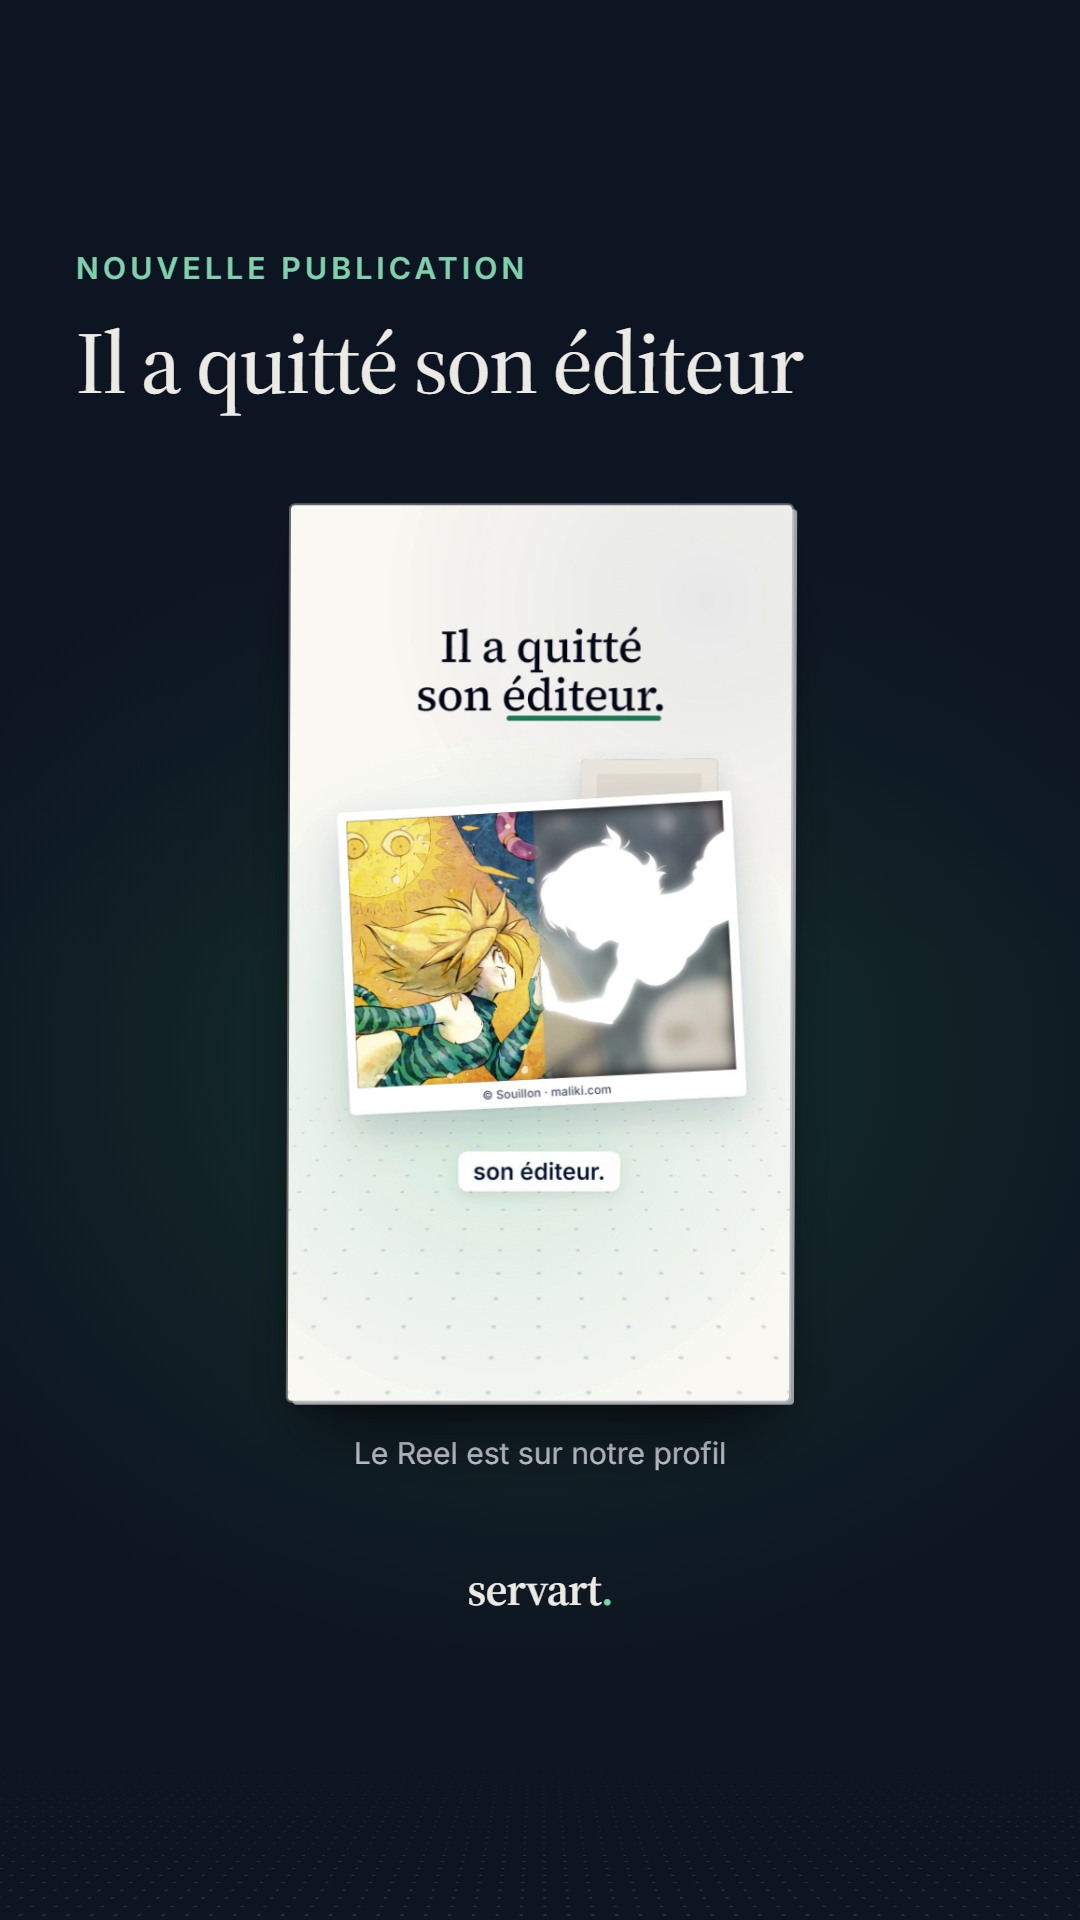 NOUVELLE PUBLICATION
Il a quitté son éditeur
Il a quitté
son éditeur.
© Souillon · maliki.com
son éditeur.
Le Reel est sur notre profil
servart.